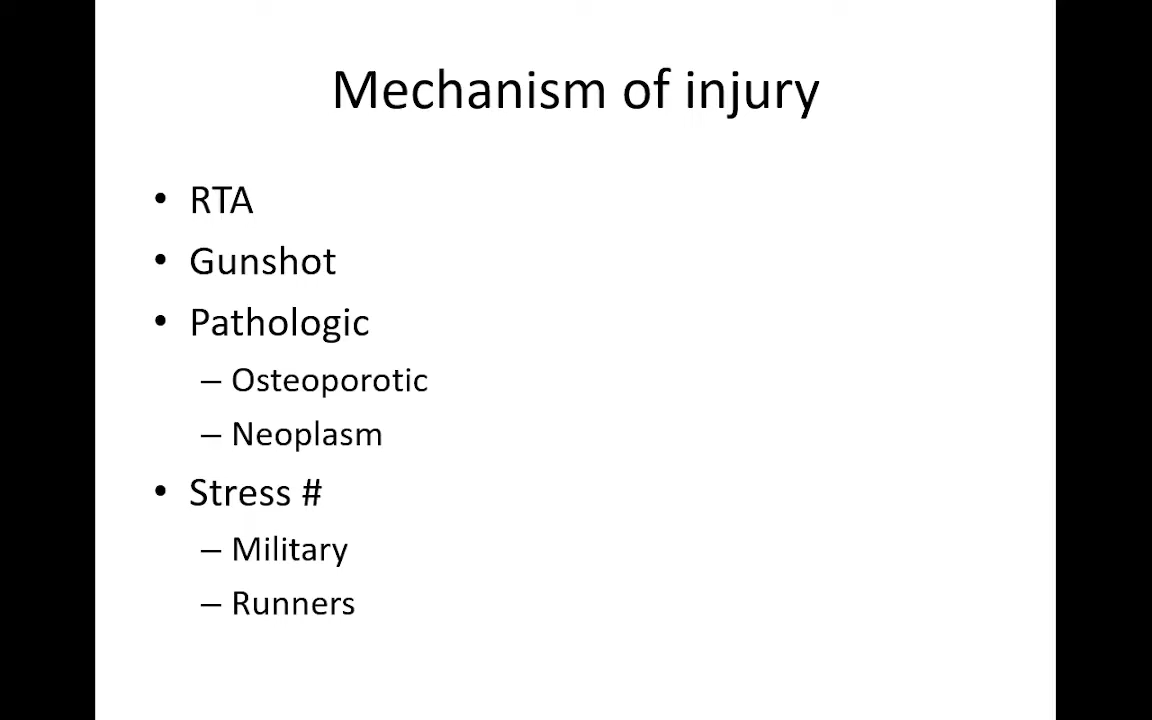 Mechanism of injury
• RTA
• Gunshot
• Pathologic
– Osteoporotic
– Neoplasm
• Stress #
– Military
– Runners